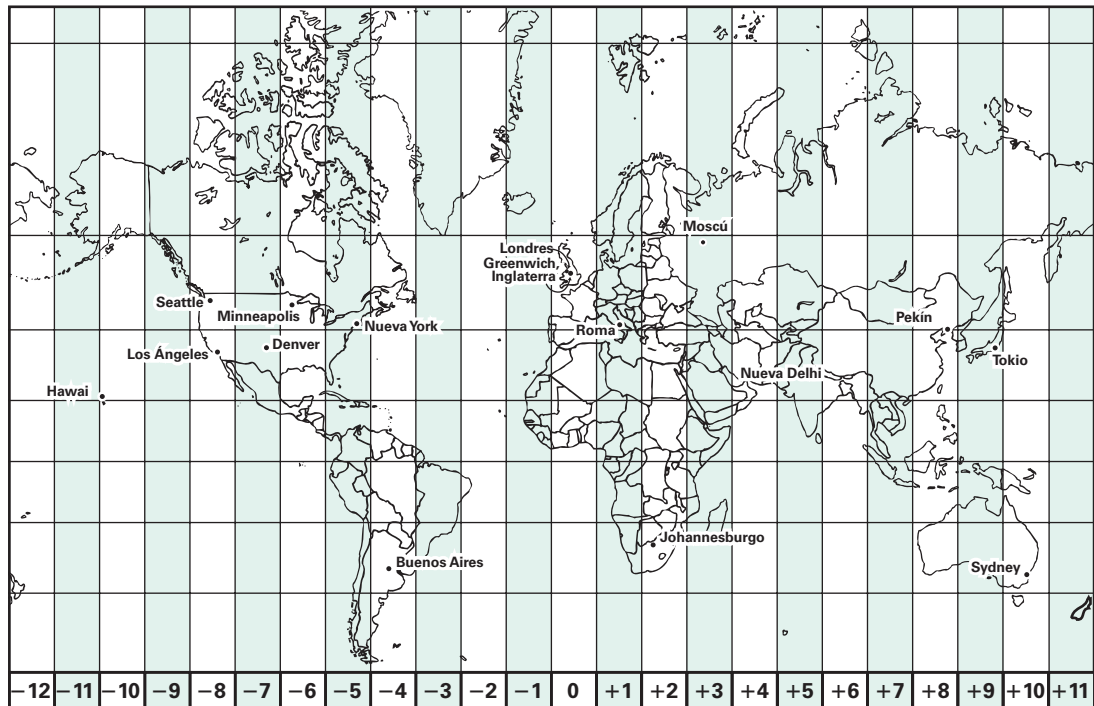 Moscú
Londres
Greenwich,
Inglaterra
Seattle
Minneapolis
Nueva York
Roma
Pekín
Denver
Los Ángeles
Tokio
Nueva Delhi
Hawai
Johannesburgo
Buenos Aires
Sydney
−12 −11 −10 −9 −8 −7 −6 −5 −4 −3 −2 −1 0 +1 +2 +3 +4 +5 +6 +7 +8 +9 +10 +11